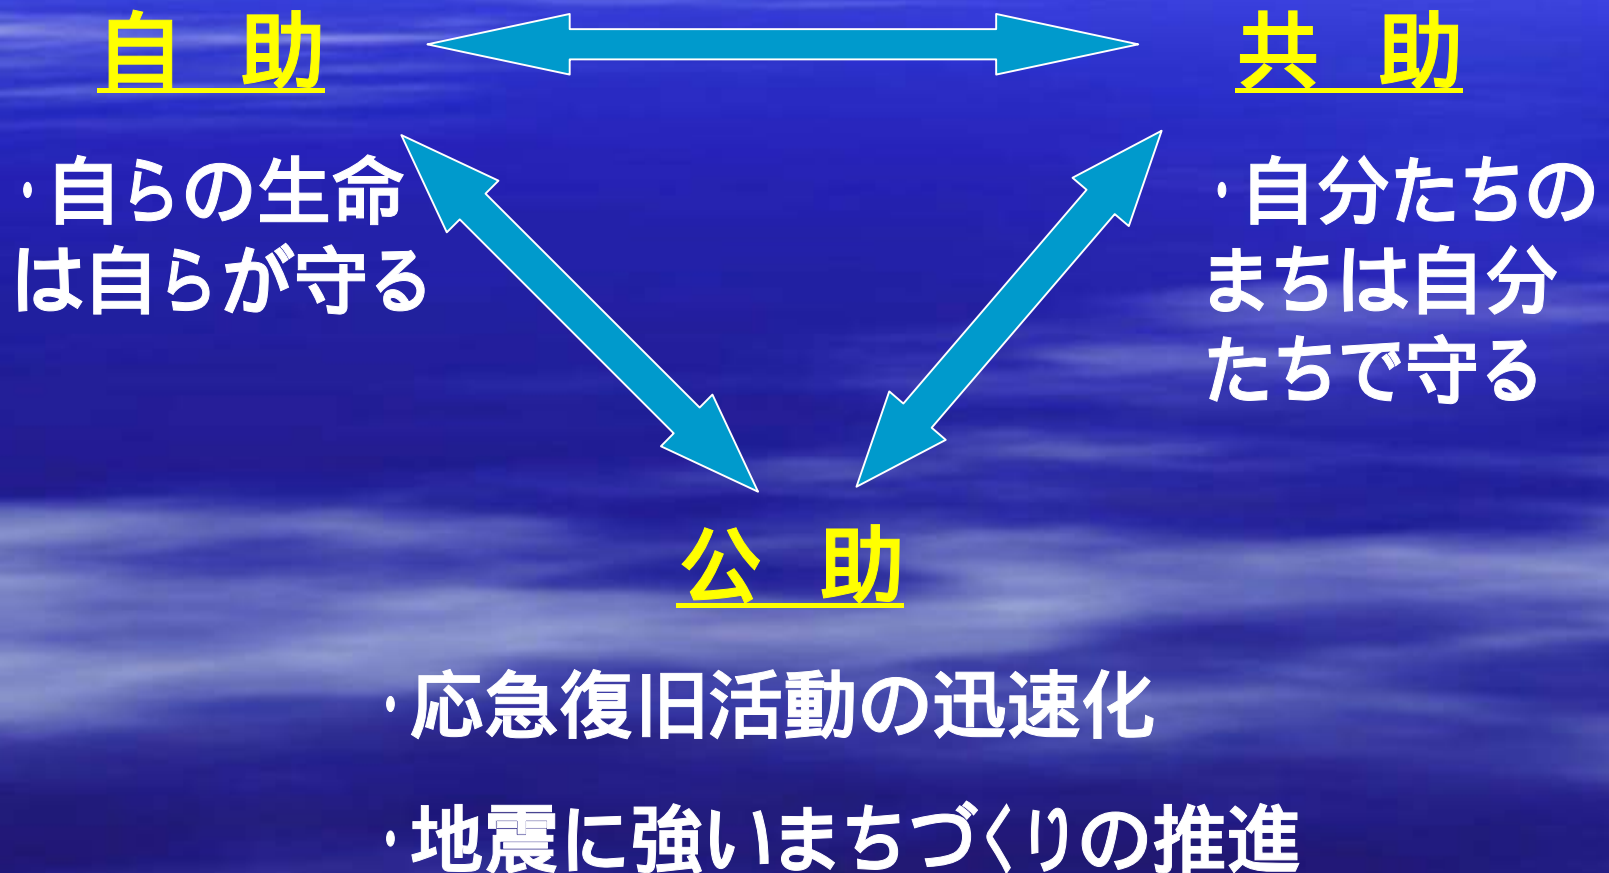 自　助
共　助
・自らの生命
は自らが守る
・自分たちの
まちは自分
たちで守る
公　助
・応急復旧活動の迅速化
・地震に強いまちづくりの推進